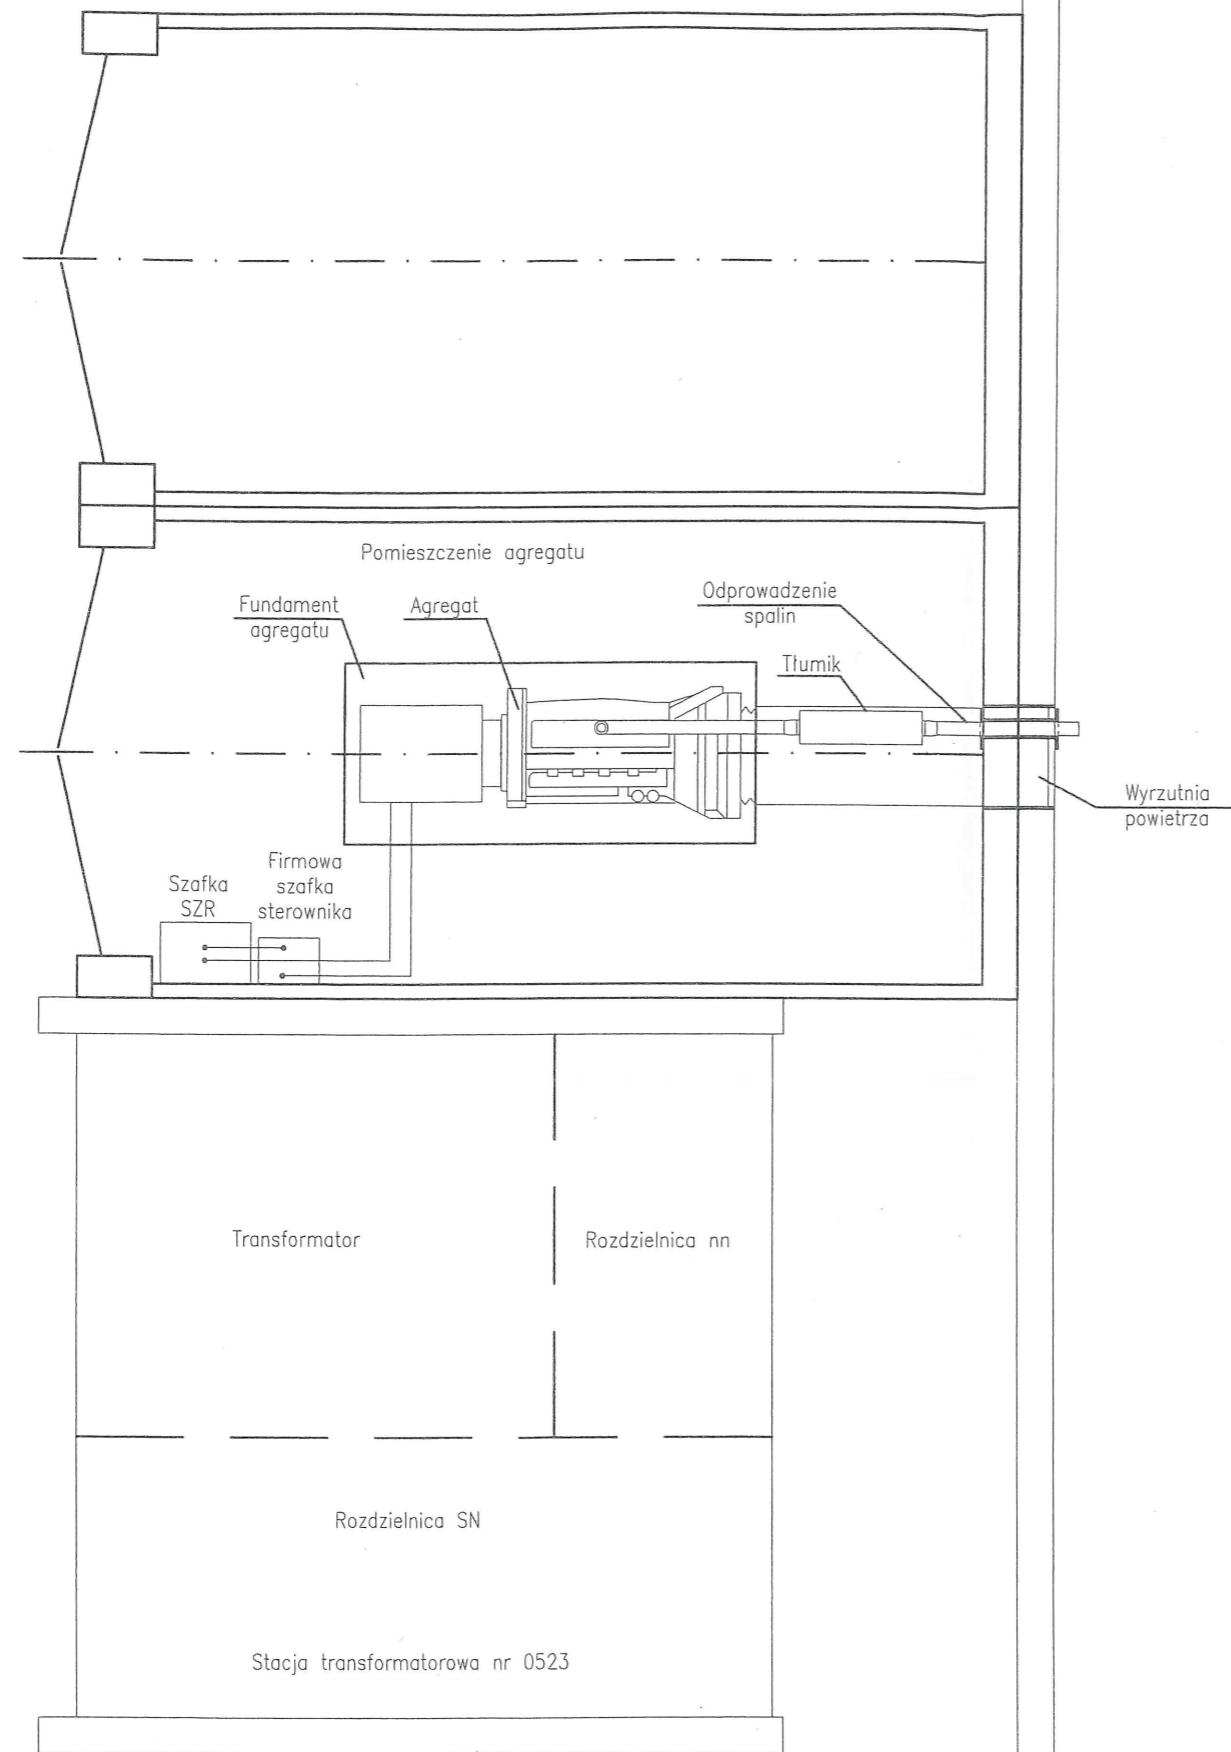 Pomieszczenie agregatu
Fundament
agregatu
Agregat
Odprowadzenie
spalin
Tłumik
Wyrzutnia
powietrza
Firmowa
szafka
sterownika
Szafka
SZR
Transformator
Rozdzielnica nn
Rozdzielnica SN
Stacja transformatorowa nr 0523